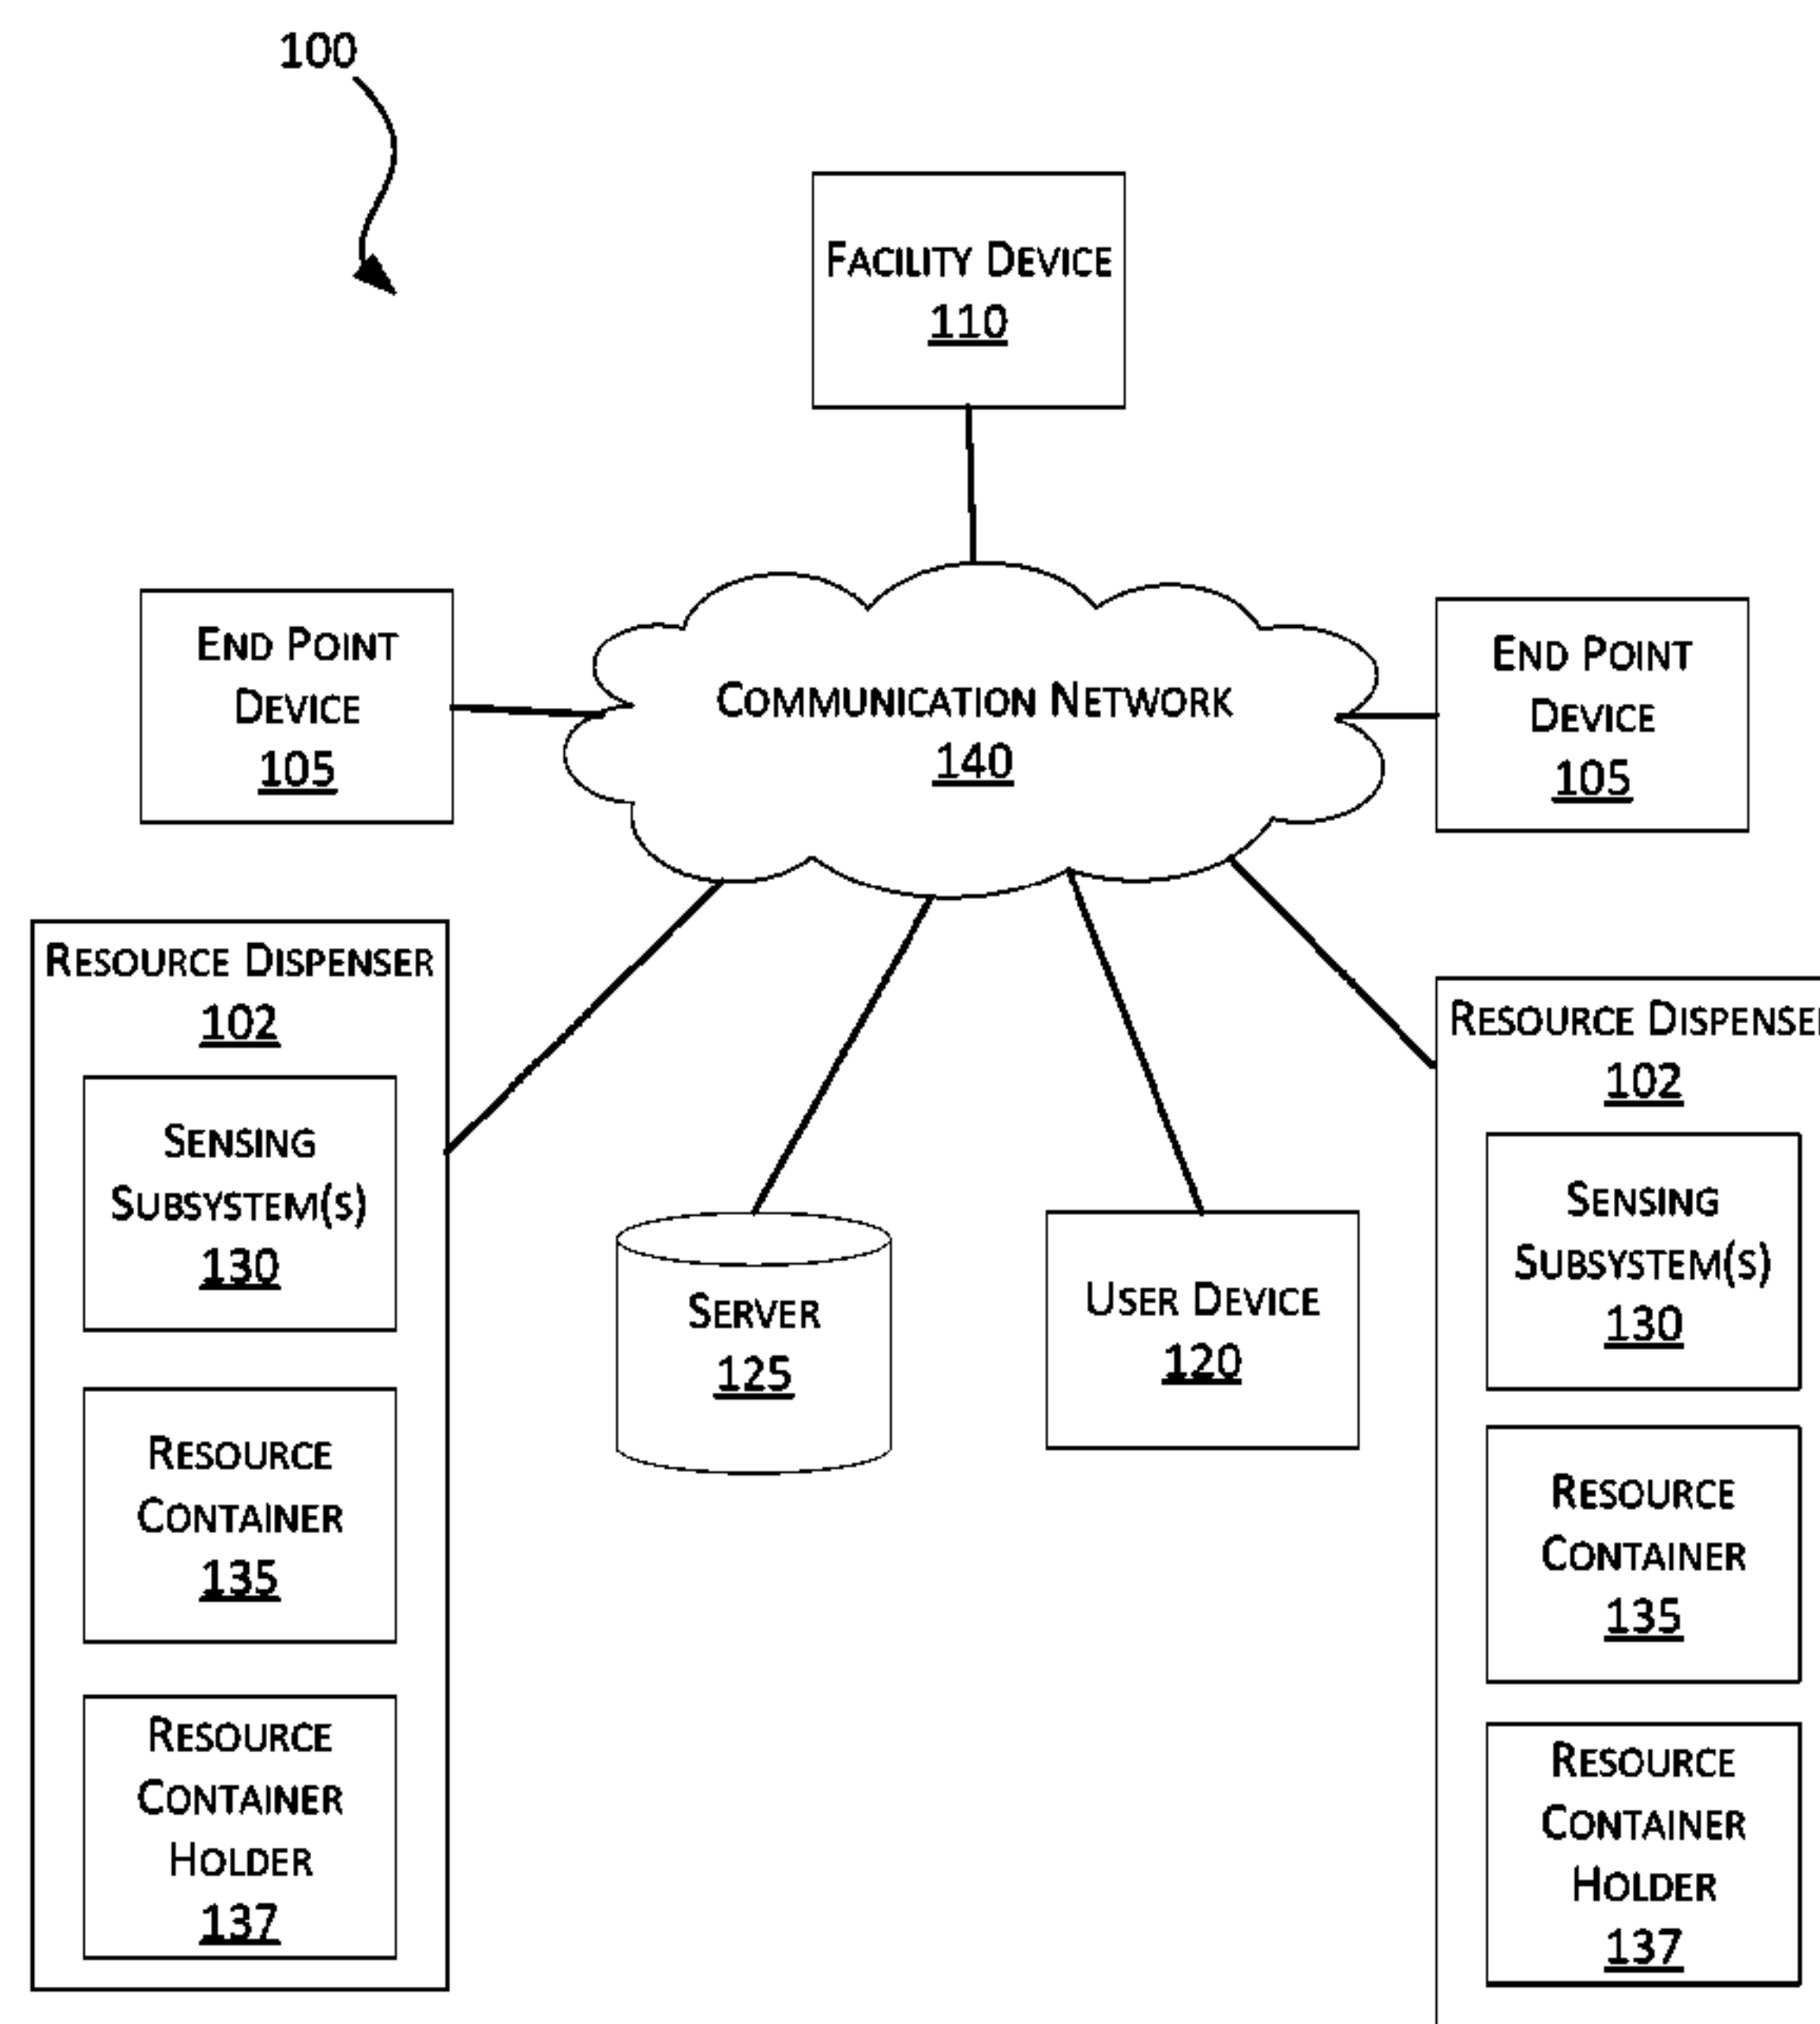 100
FACILITY DEVICE
110
END POINT
DEVICE
105
COMMUNICATION NETWORK
140
END POINT
DEVICE
105
RESOURCE DISPENSER
102
SENSING
SUBSYSTEM(S)
130
RESOURCE
CONTAINER
135
RESOURCE
CONTAINER
HOLDER
137
SERVER
125
USER DEVICE
120
RESOURCE DISPENSER
102
SENSING
SUBSYSTEM(S)
130
RESOURCE
CONTAINER
135
RESOURCE
CONTAINER
HOLDER
137